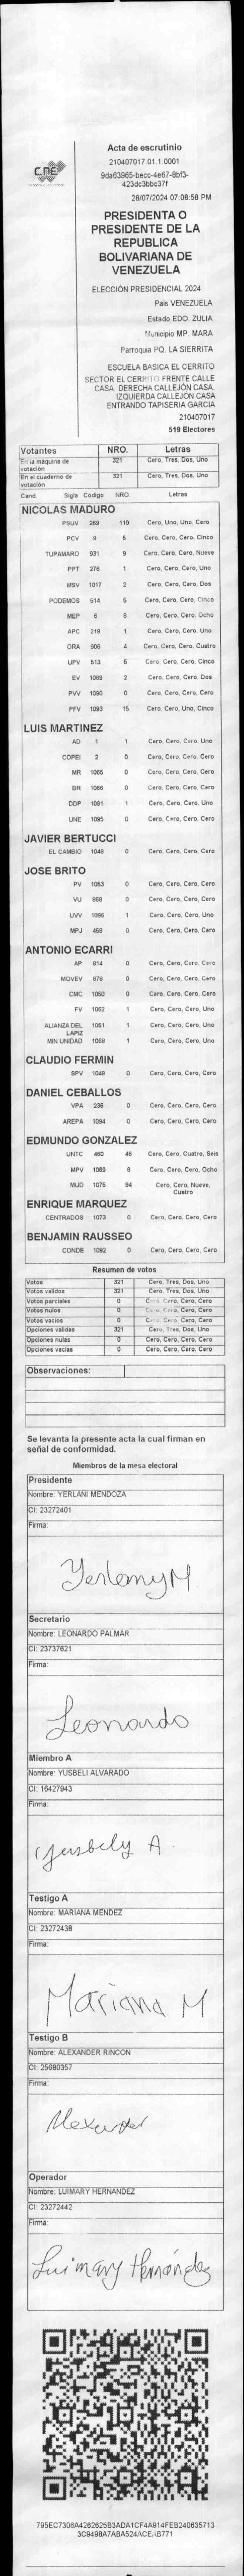 CNE
Acta de escrutinio
210407017.01.1.0001
9da63965-becc-4e67-8bf3-
423dc3bbc37f
28/07/2024 07:08:58 PM
PRESIDENTA O
PRESIDENTE DE LA
REPUBLICA
BOLIVARIANA DE
VENEZUELA
ELECCIÓN PRESIDENCIAL 2024
Pais VENEZUELA
Estado EDO. ZULIA
Municipio MP. MARA
Parroquia PQ. LA SIERRITA
ESCUELA BASICA EL CERRITO
SECTOR EL CERRITO FRENTE CALLE
CASA. DERECHA CALLEJÓN CASA.
IZQUIERDA CALLEJÓN CASA
ENTRANDO TAPISERIA GARCIA
210407017
519 Electores
Votantes NRO. Letras
En la máquina de votación 321 Cero, Tres, Dos, Uno
En el cuaderno de votación 321 Cero, Tres, Dos, Uno
Cand. Sigla Codigo NRO. Letras
NICOLAS MADURO
PSUV 269 110 Cero, Uno, Uno, Cero
PCV 9 5 Cero, Cero, Cero, Cinco
TUPAMARO 931 9 Cero, Cero, Cero, Nueve
PPT 276 1 Cero, Cero, Cero, Uno
MSV 1017 2 Cero, Cero, Cero, Dos
PODEMOS 514 5 Cero, Cero, Cero, Cinco
MEP 6 8 Cero, Cero, Cero, Ocho
APC 219 1 Cero, Cero, Cero, Uno
ORA 906 4 Cero, Cero, Cero, Cuatro
UPV 513 5 Cero, Cero, Cero, Cinco
EV 1089 2 Cero, Cero, Cero, Dos
PVV 1090 0 Cero, Cero, Cero, Cero
PFV 1093 15 Cero, Cero, Uno, Cinco
LUIS MARTINEZ
AD 1 1 Cero, Cero, Cero, Uno
COPEI 2 0 Cero, Cero, Cero, Cero
MR 1065 0 Cero, Cero, Cero, Cero
BR 1066 0 Cero, Cero, Cero, Cero
DDP 1091 1 Cero, Cero, Cero, Uno
UNE 1095 0 Cero, Cero, Cero, Cero
JAVIER BERTUCCI
EL CAMBIO 1048 0 Cero, Cero, Cero, Cero
JOSE BRITO
PV 1053 0 Cero, Cero, Cero, Cero
VU 868 0 Cero, Cero, Cero, Cero
UVV 1096 1 Cero, Cero, Cero, Uno
MPJ 458 0 Cero, Cero, Cero, Cero
ANTONIO ECARRI
AP 614 0 Cero, Cero, Cero, Cero
MOVEV 878 0 Cero, Cero, Cero, Cero
CMC 1050 0 Cero, Cero, Cero, Cero
FV 1062 1 Cero, Cero, Cero, Uno
ALIANZA DEL LAPIZ 1051 1 Cero, Cero, Cero, Uno
MIN UNIDAD 1068 1 Cero, Cero, Cero, Uno
CLAUDIO FERMIN
SPV 1049 0 Cero, Cero, Cero, Cero
DANIEL CEBALLOS
VPA 236 0 Cero, Cero, Cero, Cero
AREPA 1094 0 Cero, Cero, Cero, Cero
EDMUNDO GONZALEZ
UNTC 460 46 Cero, Cero, Cuatro, Seis
MPV 1069 8 Cero, Cero, Cero, Ocho
MUD 1075 94 Cero, Cero, Nueve, Cuatro
ENRIQUE MARQUEZ
CENTRADOS 1073 0 Cero, Cero, Cero, Cero
BENJAMIN RAUSSEO
CONDE 1092 0 Cero, Cero, Cero, Cero
Resumen de votos
Votos 321 Cero, Tres, Dos, Uno
Votos validos 321 Cero, Tres, Dos, Uno
Votos parciales 0 Cero, Cero, Cero, Cero
Votos nulos 0 Cero, Cero, Cero, Cero
Votos vacios 0 Cero, Cero, Cero, Cero
Opciones validas 321 Cero, Tres, Dos, Uno
Opciones nulas 0 Cero, Cero, Cero, Cero
Opciones vacias 0 Cero, Cero, Cero, Cero
Observaciones:
Se levanta la presente acta la cual firman en
señal de conformidad.
Miembros de la mesa electoral
Presidente
Nombre: YERLANI MENDOZA
CI: 23272401
Firma:
Yerlany M
Secretario
Nombre: LEONARDO PALMAR
CI: 23737621
Firma:
Leonardo
Miembro A
Nombre: YUSBELI ALVARADO
CI: 16427943
Firma:
Yusbely A
Testigo A
Nombre: MARIANA MENDEZ
CI: 23272438
Firma:
Mariana M
Testigo B
Nombre: ALEXANDER RINCON
CI: 25680357
Firma:
Alexander
Operador
Nombre: LUIMARY HERNANDEZ
CI: 23272442
Firma:
Luimary Hernández